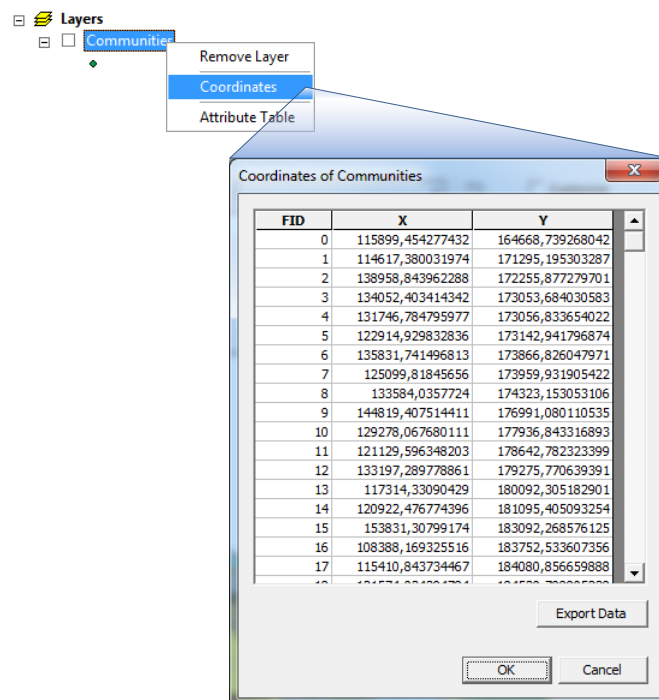 Layers
Communities
Remove Layer
Coordinates
Attribute Table
Coordinates of Communities
FID X Y
0 115899,454277432 164668,739268042
1 114617,380031974 171295,195303287
2 138958,843962288 172255,877279701
3 134052,403414342 173053,684030583
4 131746,784795977 173056,833654022
5 122914,929832836 173142,941796874
6 135831,741496813 173866,826047971
7 125099,81845656 173959,931905422
8 133584,0357724 174323,153053106
9 144819,407514411 176991,080110535
10 129278,067680111 177936,843316893
11 121129,596348203 178642,782323399
12 133197,289778861 179275,770639391
13 117314,33090429 180092,305182901
14 120922,476774396 181095,405093254
15 153831,30799174 183092,268576125
16 108388,169325516 183752,533607356
17 115410,843734467 184080,856659888
Export Data
OK Cancel